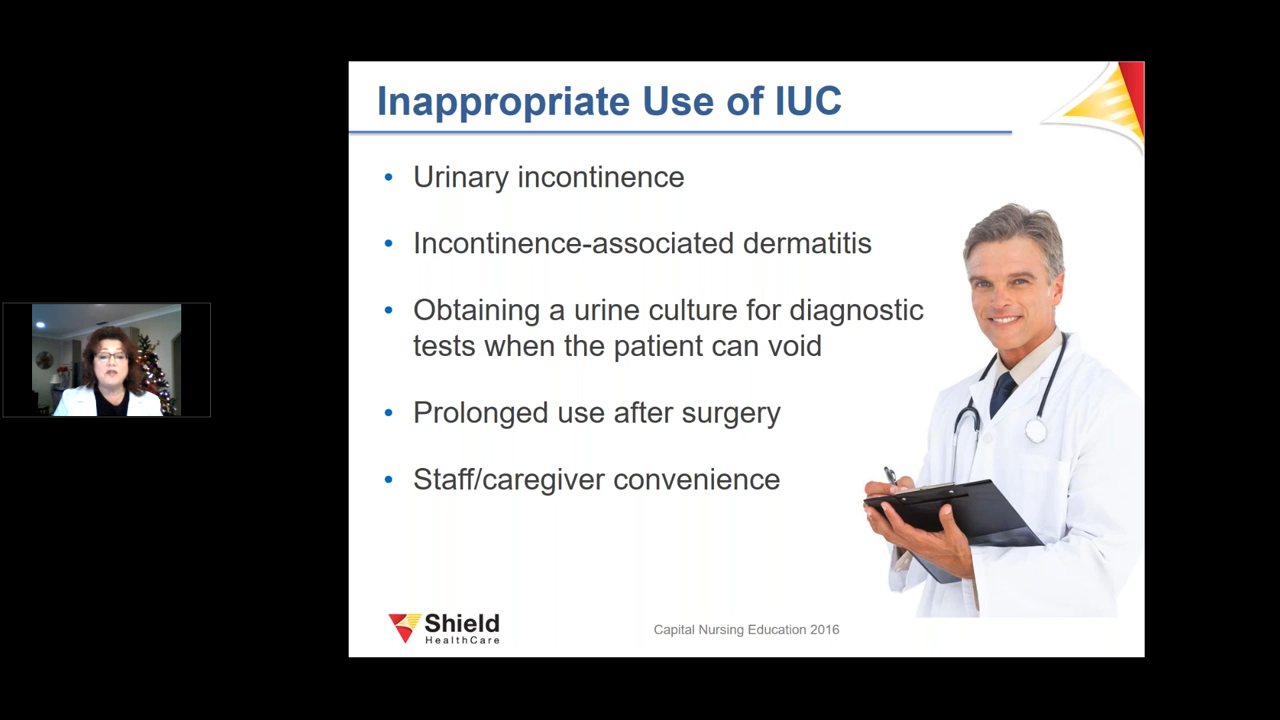 Inappropriate Use of IUC
• Urinary incontinence
• Incontinence-associated dermatitis
• Obtaining a urine culture for diagnostic
tests when the patient can void
• Prolonged use after surgery
• Staff/caregiver convenience
Shield
HealthCare
Capital Nursing Education 2016